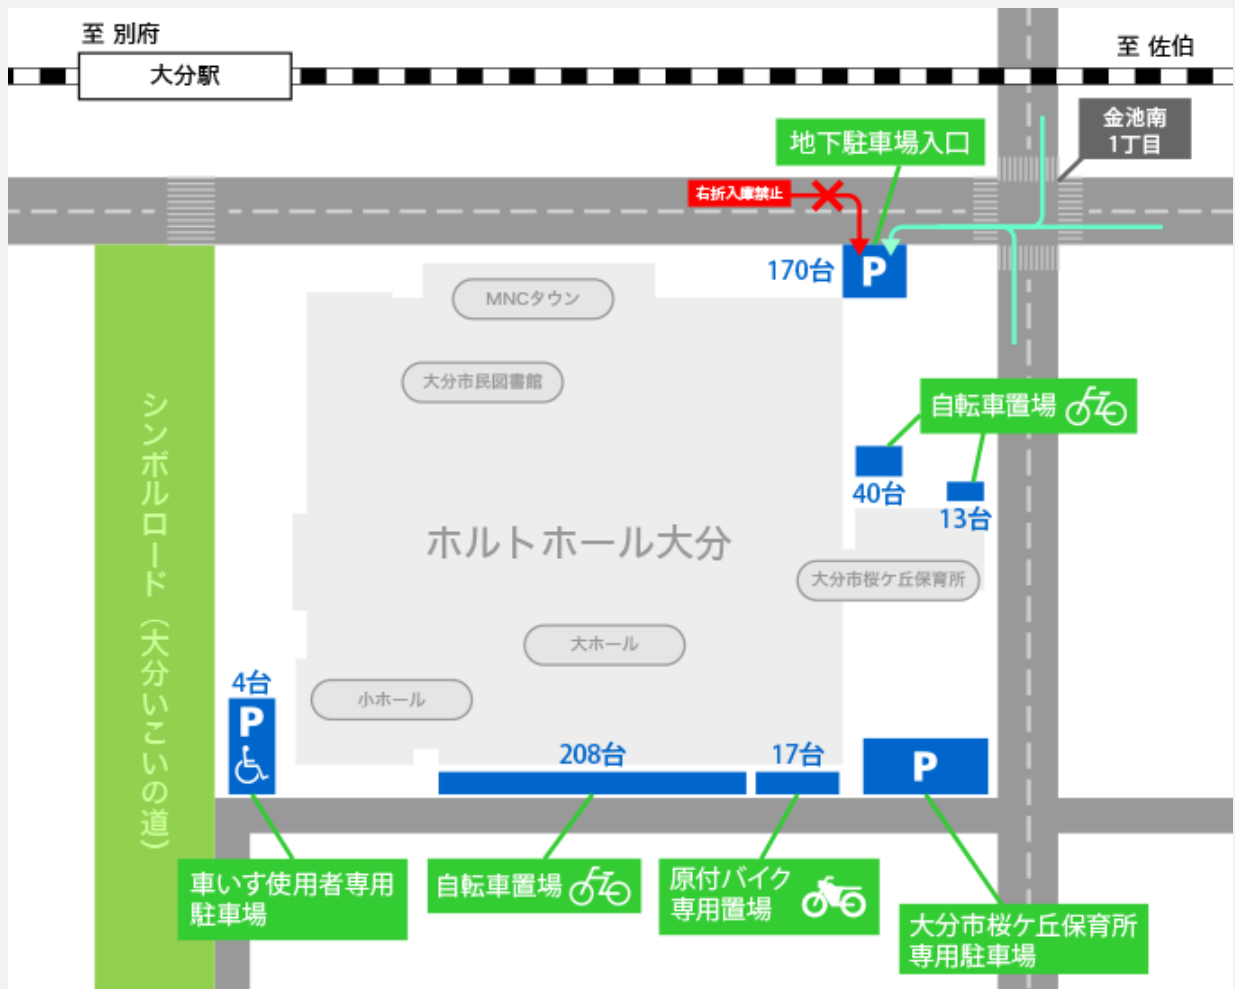 至 別府
大分駅
至 佐伯
金池南
1丁目
地下駐車場入口
右折入庫禁止
170台
P
MNCタウン
大分市民図書館
自転車置場
40台
13台
シンボルロード（大分いこいの道）
ホルトホール大分
大分市桜ケ丘保育所
大ホール
小ホール
4台
P
208台
17台
P
車いす使用者専用
駐車場
自転車置場
原付バイク
専用置場
大分市桜ケ丘保育所
専用駐車場